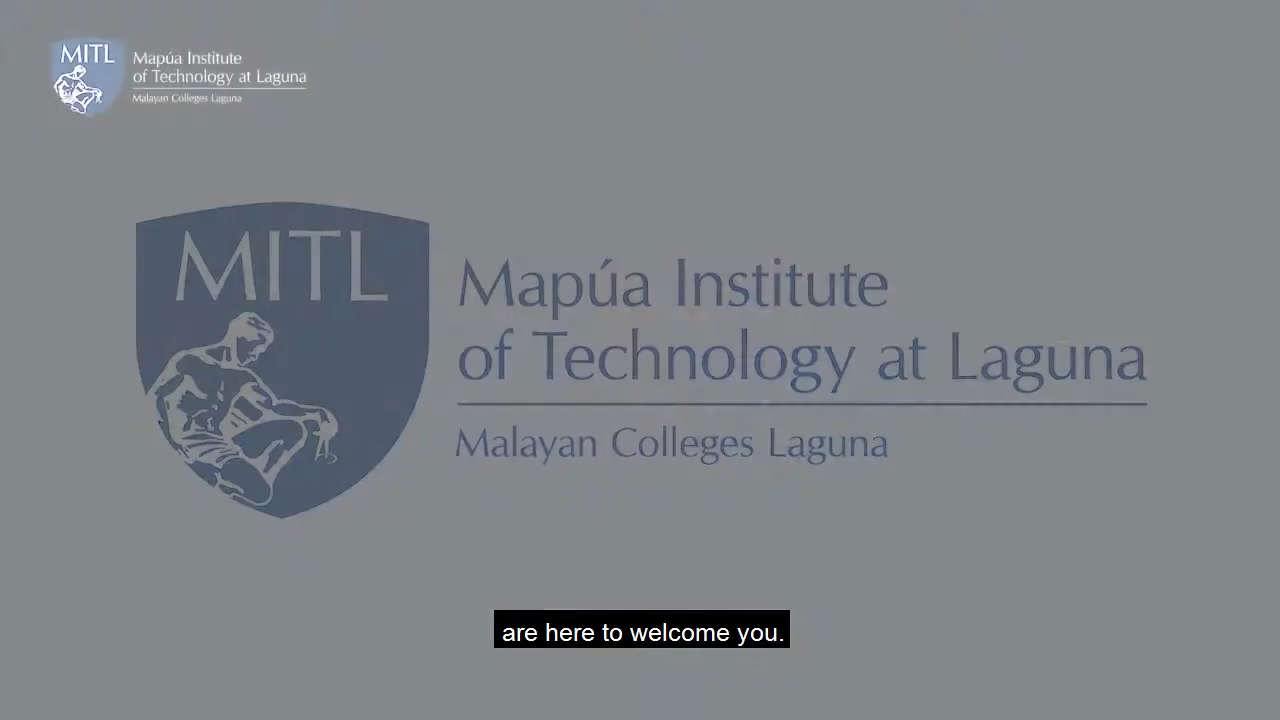 MITL
Mapúa Institute
of Technology at Laguna
Malayan Colleges Laguna
MITL
Mapúa Institute
of Technology at Laguna
Malayan Colleges Laguna
are here to welcome you.